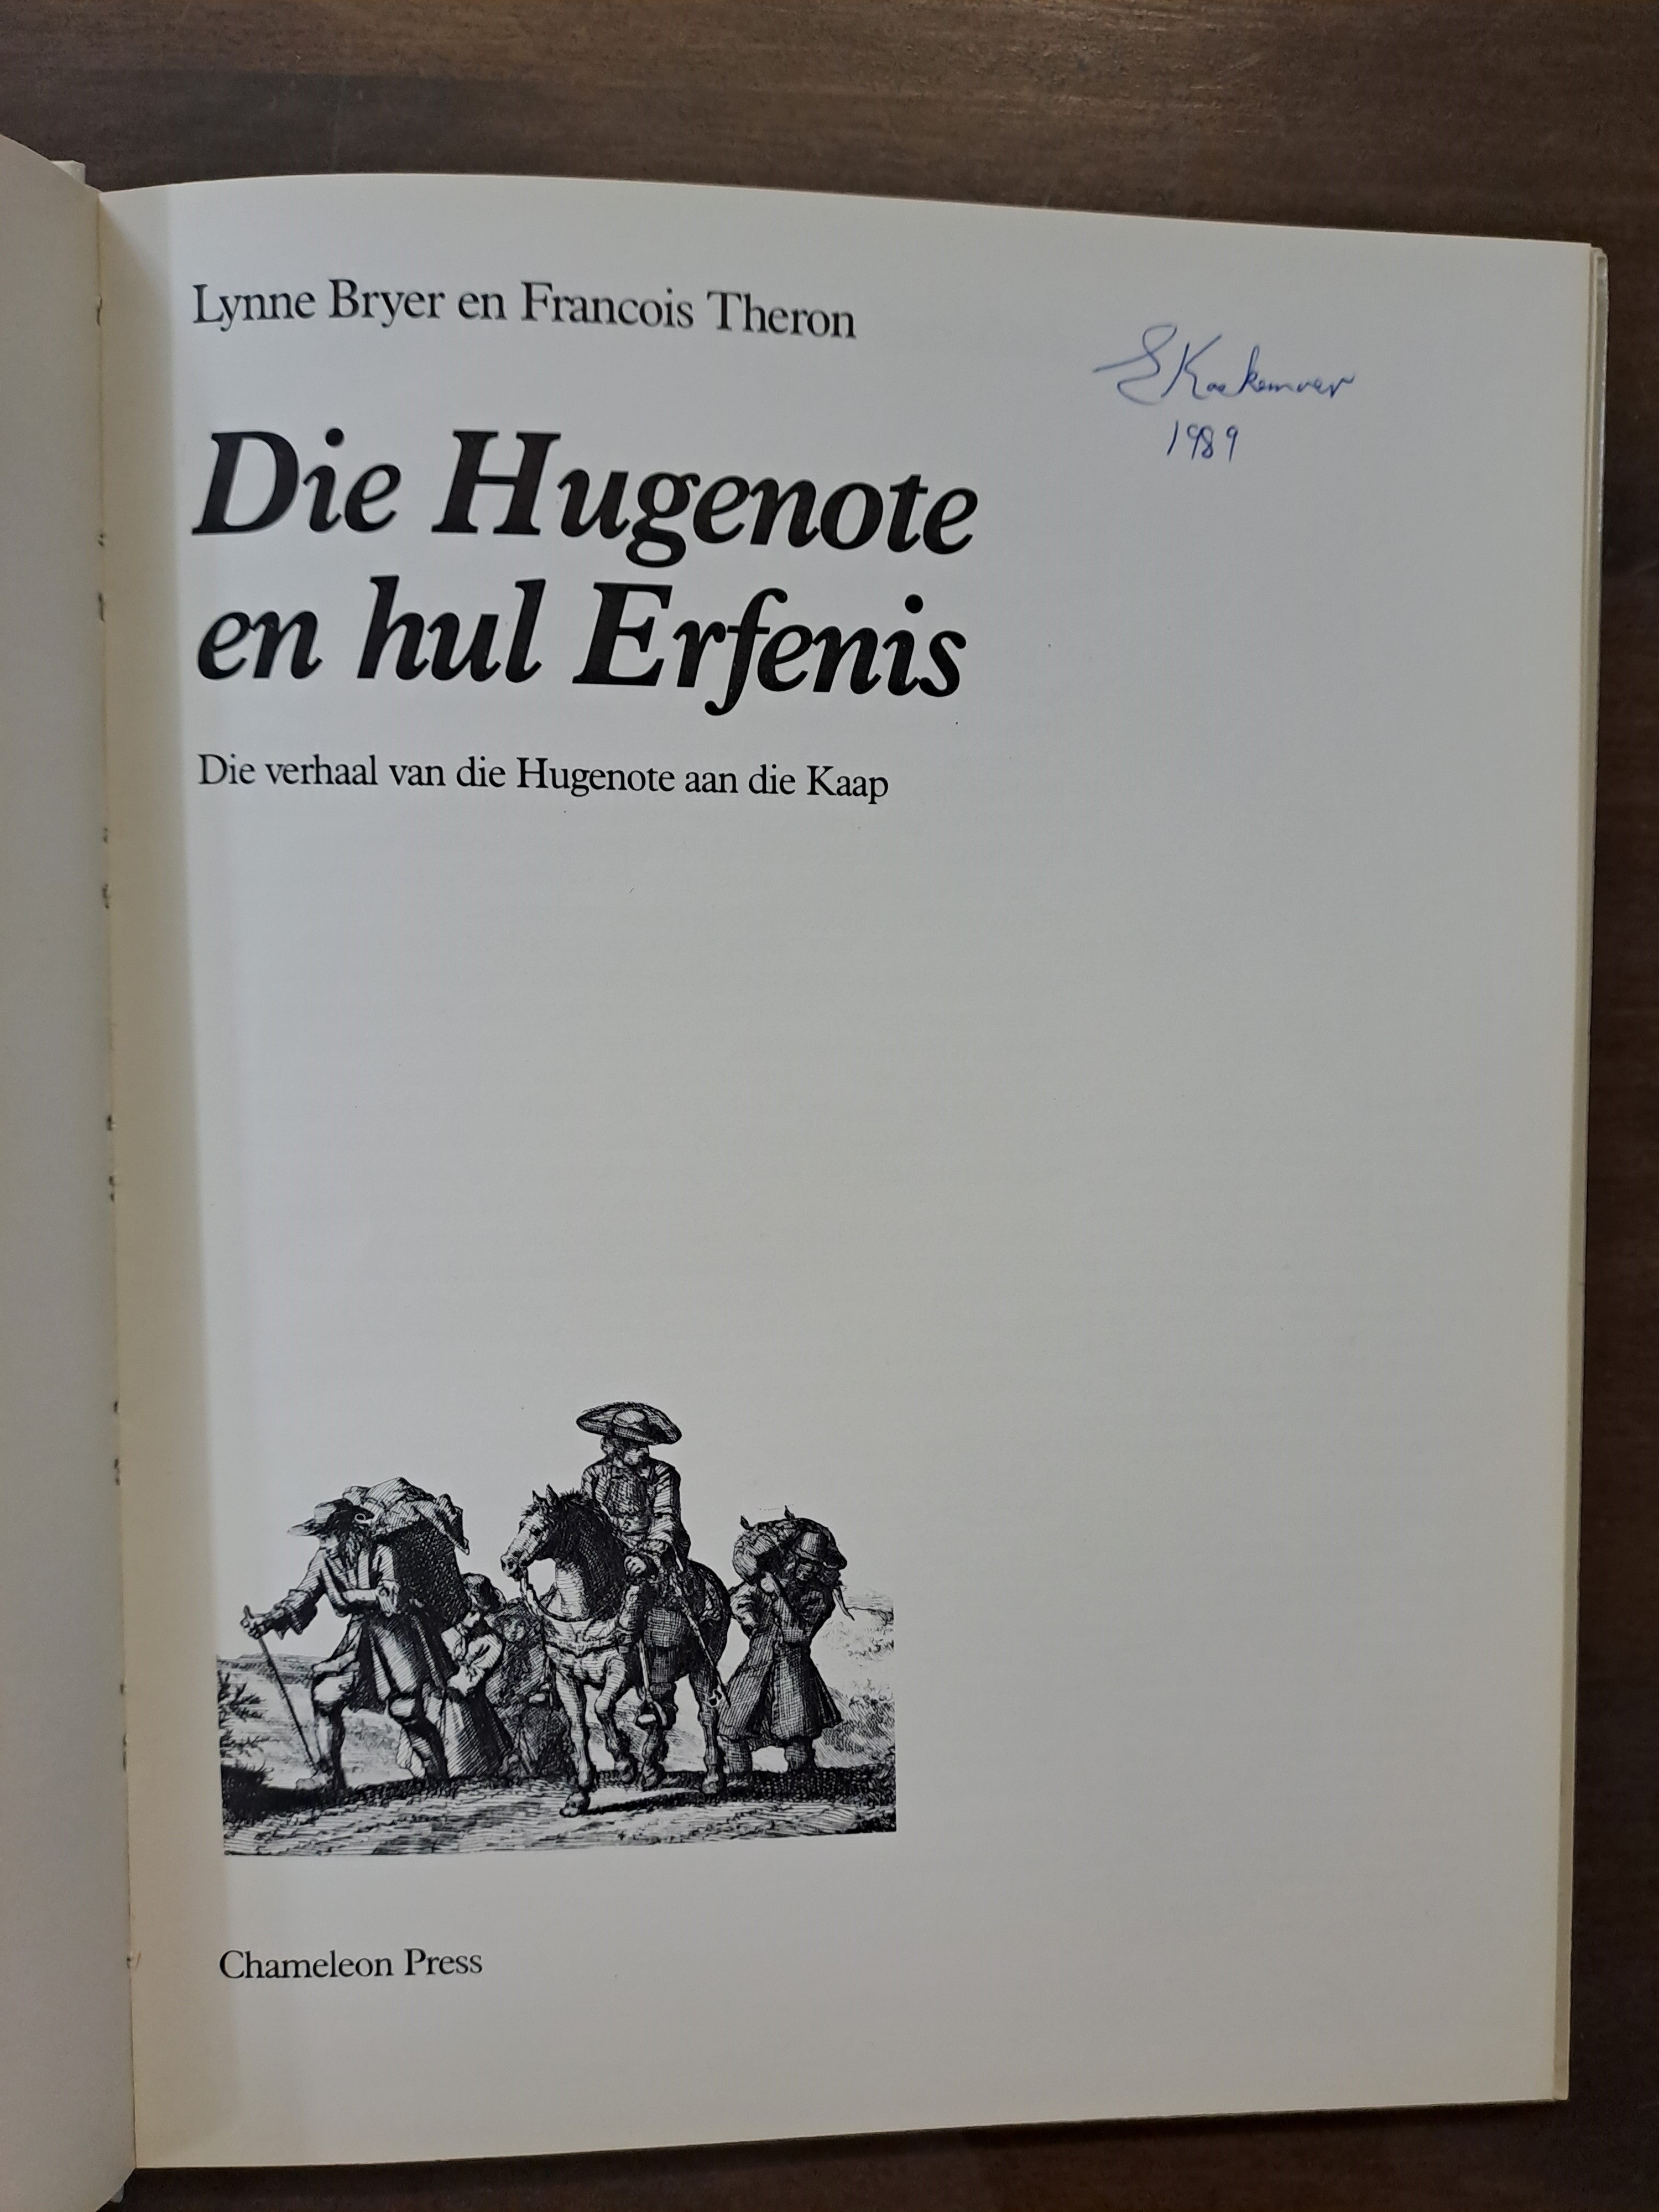 Lynne Bryer en Francois Theron
E Koekemoer
1989
Die Hugenote
en hul Erfenis
Die verhaal van die Hugenote aan die Kaap
Chameleon Press